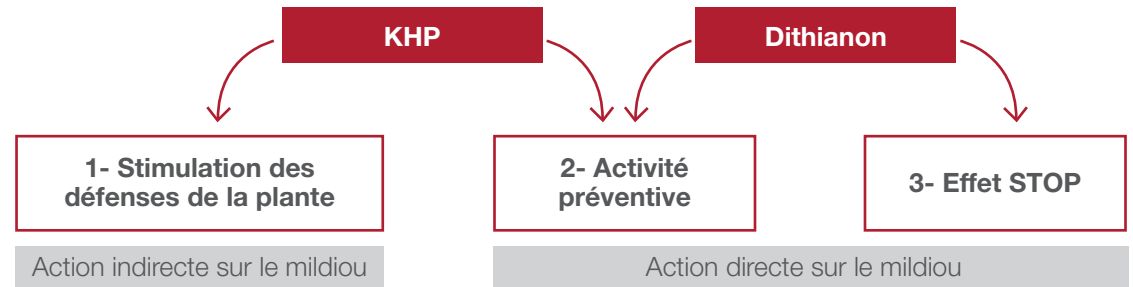 KHP
Dithianon
1- Stimulation des
défenses de la plante
2- Activité
préventive
3- Effet STOP
Action indirecte sur le mildiou
Action directe sur le mildiou